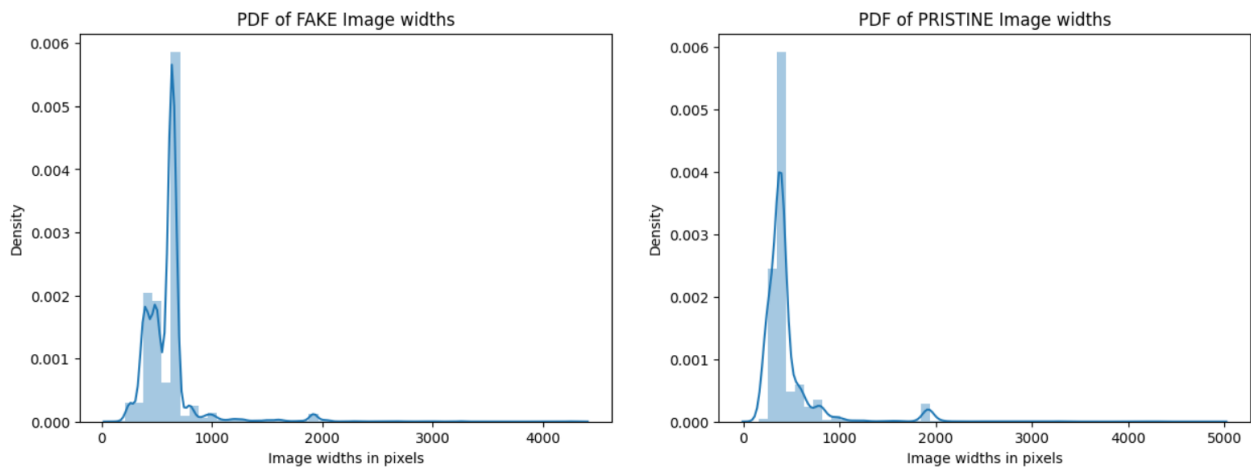 PDF of FAKE Image widths
0.006
0.005
0.004
0.003
0.002
0.001
0.000
Density
0 1000 2000 3000 4000
Image widths in pixels
PDF of PRISTINE Image widths
0.006
0.005
0.004
0.003
0.002
0.001
0.000
Density
0 1000 2000 3000 4000 5000
Image widths in pixels